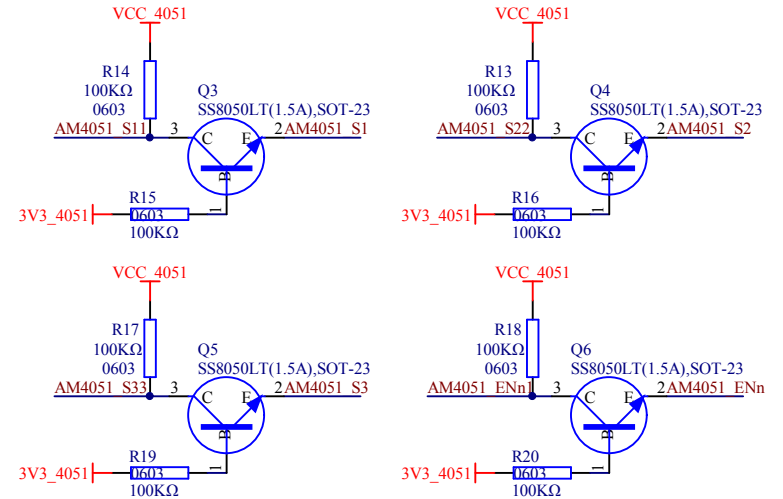 VCC_4051
R14
100KΩ
0603
Q3
SS8050LT(1.5A),SOT-23
AM4051_S11
3
C
E
2
AM4051_S1
B
1
R15
0603
100KΩ
3V3_4051
VCC_4051
R13
100KΩ
0603
Q4
SS8050LT(1.5A),SOT-23
AM4051_S22
3
C
E
2
AM4051_S2
B
1
R16
0603
100KΩ
3V3_4051
VCC_4051
R17
100KΩ
0603
Q5
SS8050LT(1.5A),SOT-23
AM4051_S33
3
C
E
2
AM4051_S3
B
1
R19
0603
100KΩ
3V3_4051
VCC_4051
R18
100KΩ
0603
Q6
SS8050LT(1.5A),SOT-23
AM4051_ENn1
3
C
E
2
AM4051_ENn
B
1
R20
0603
100KΩ
3V3_4051